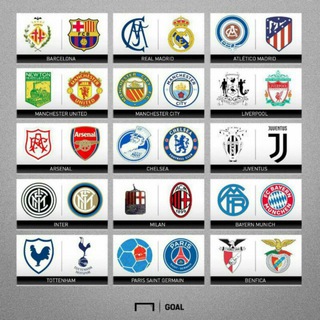 BARCELONA
REAL MADRID
ATLÉTICO MADRID
MANCHESTER UNITED
MANCHESTER CITY
LIVERPOOL
ARSENAL
CHELSEA
JUVENTUS
INTER
MILAN
BAYERN MUNICH
TOTTENHAM
PARIS SAINT GERMAIN
BENFICA
GOAL